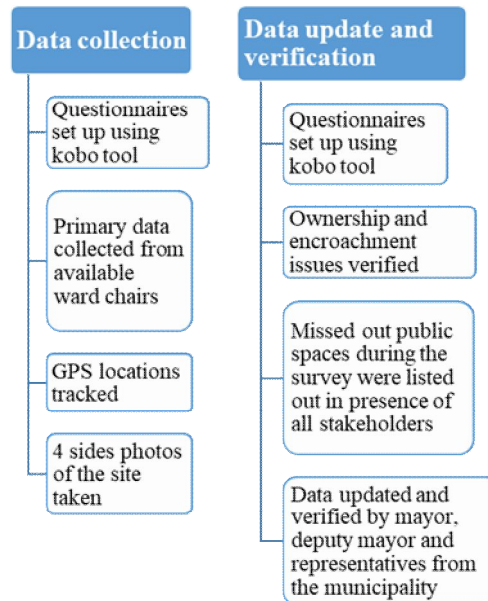 Data collection
Questionnaires
set up using
kobo tool
Primary data
collected from
available
ward chairs
GPS locations
tracked
4 sides photos
of the site
taken
Data update and
verification
Questionnaires
set up using
kobo tool
Ownership and
encroachment
issues verified
Missed out public
spaces during the
survey were listed
out in presence of
all stakeholders
Data updated and
verified by mayor,
deputy mayor and
representatives from
the municipality